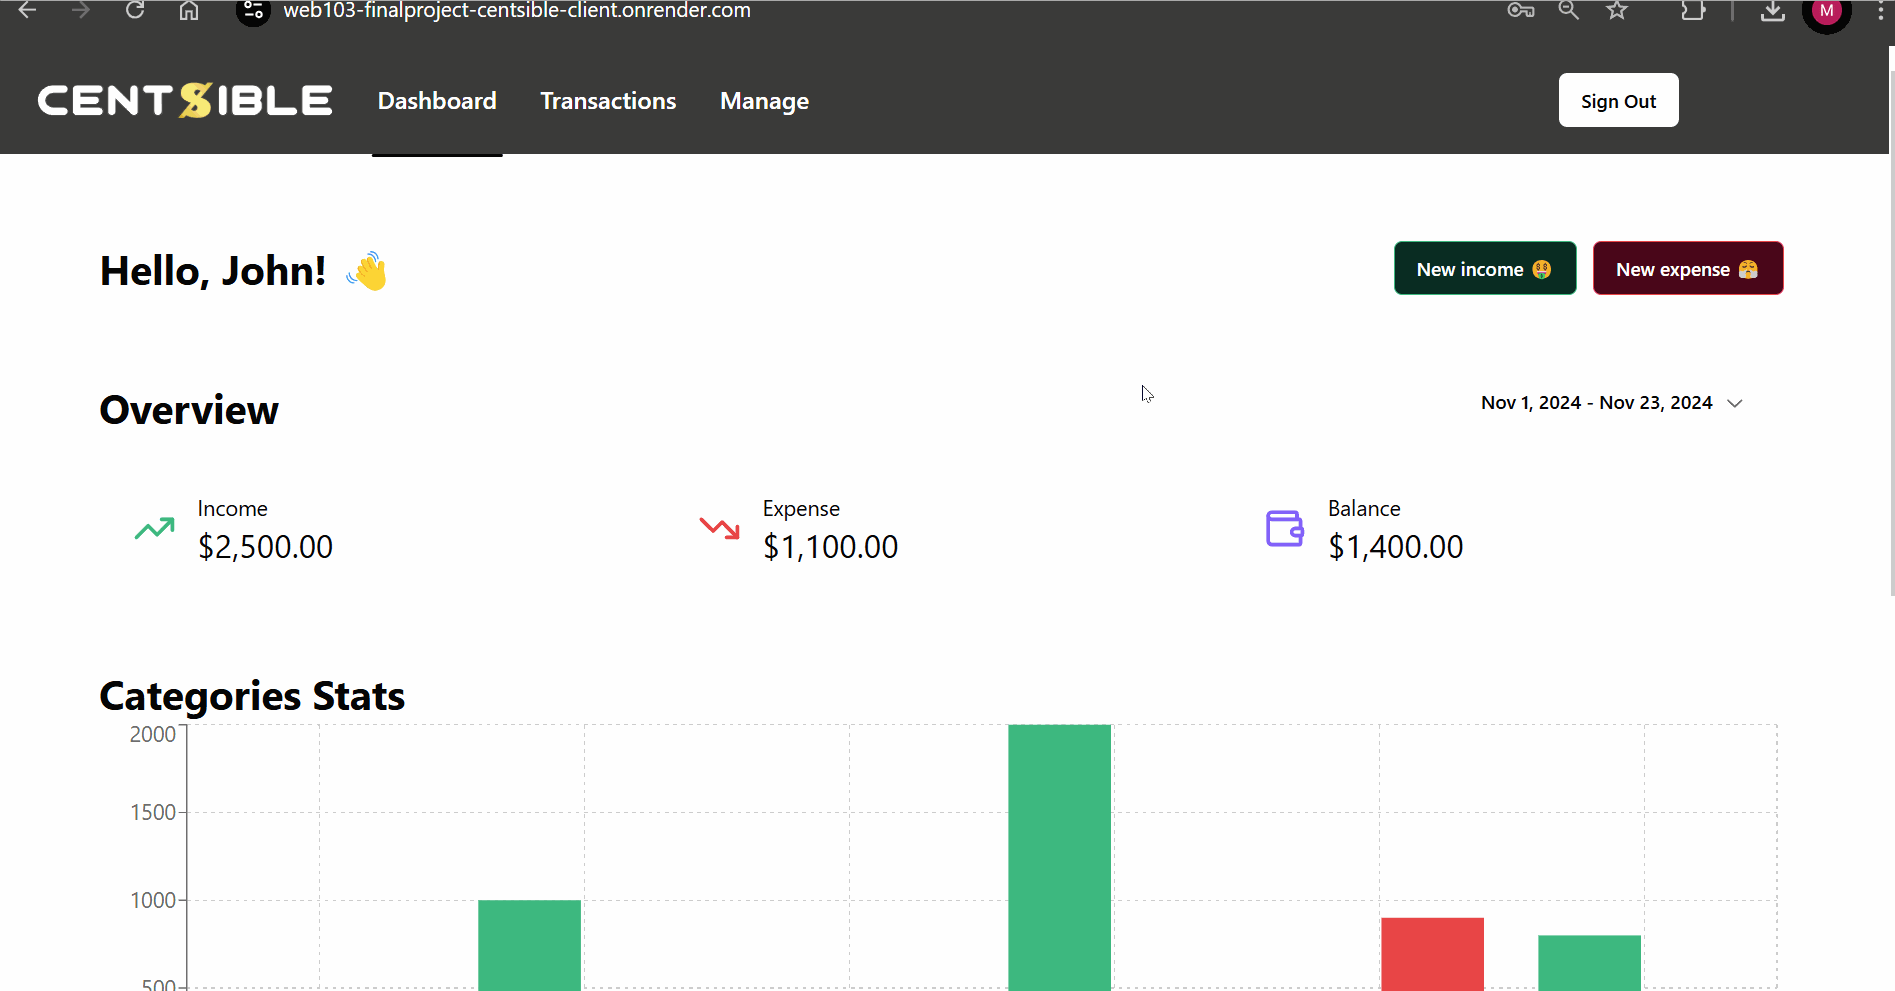 web103-finalproject-centsible-client.onrender.com
M
CENTSIBLE
Dashboard
Transactions
Manage
Sign Out
Hello, John! 👋
New income 🤑
New expense 😤
Overview
Nov 1, 2024 - Nov 23, 2024
Income
$2,500.00
Expense
$1,100.00
Balance
$1,400.00
Categories Stats
2000
1500
1000
500